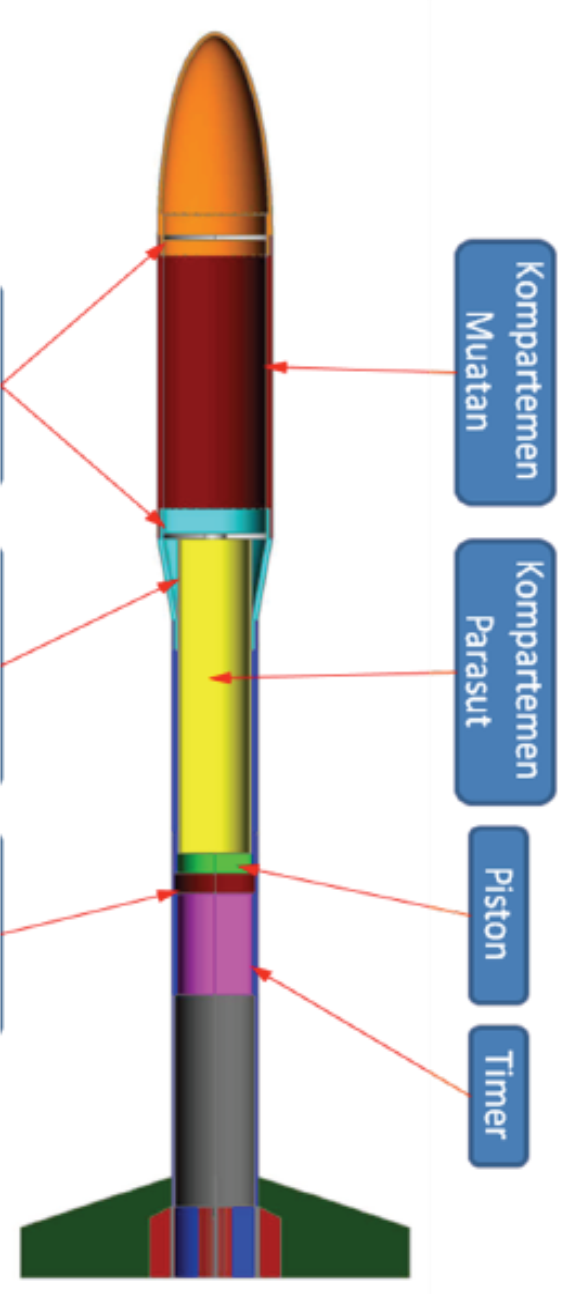 Kompartemen
Muatan
Kompartemen
Parasut
Piston
Timer